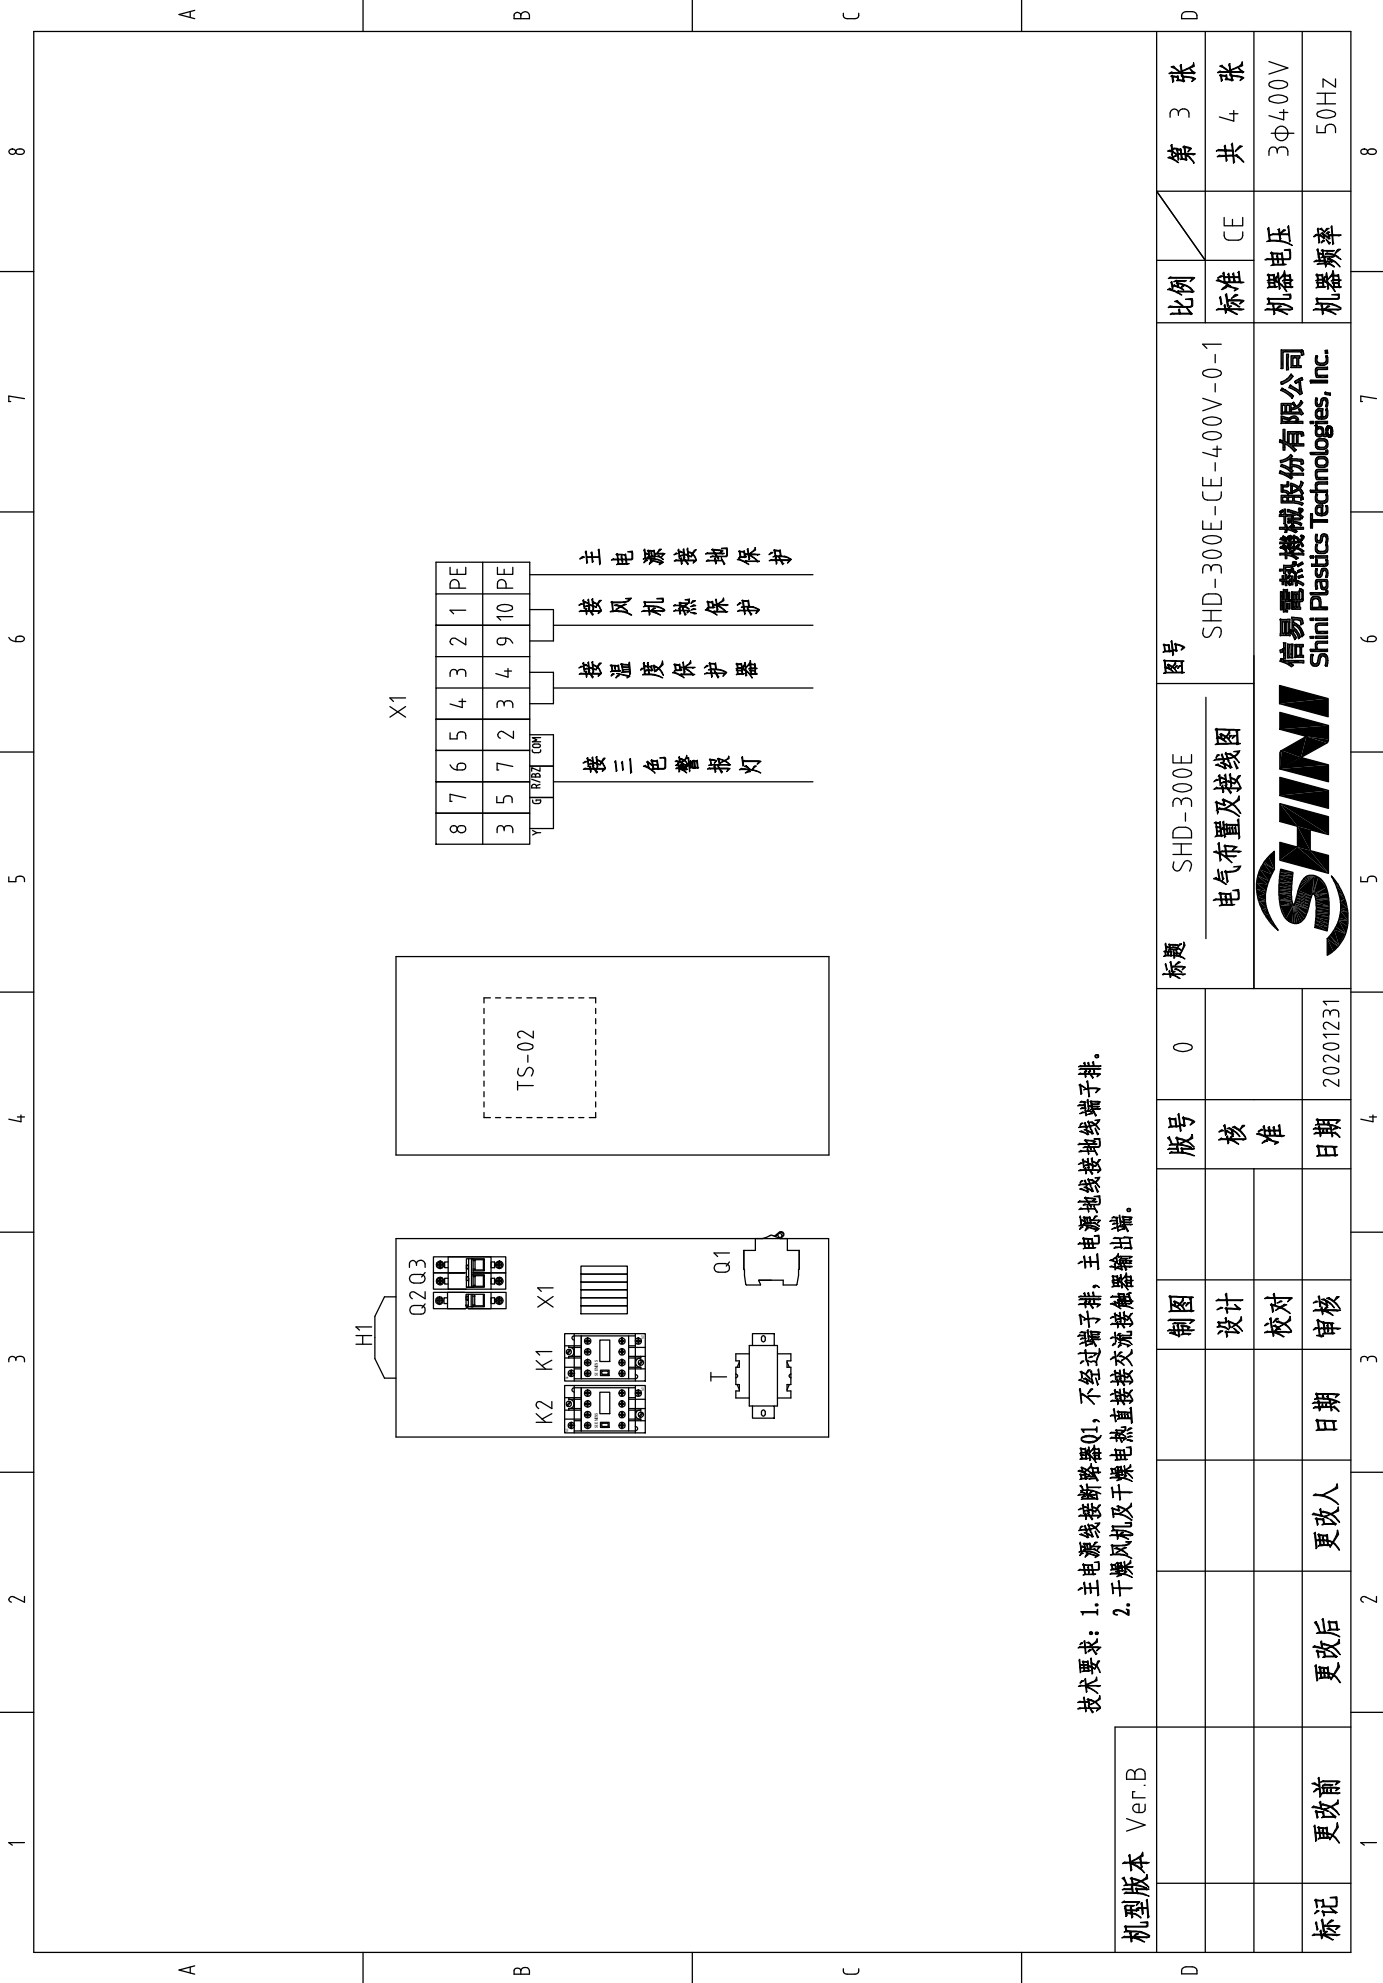 1 2 3 4 5 6 7 8
A
B
C
D
H1
Q2 Q3
K2 K1 X1
T Q1
TS-02
X1
8 7 6 5 4 3 2 1 PE
3 5 7 2 3 4 9 10 PE
Y G R/BZ COM
接三色警报灯
接温度保护器
接风机热保护
主电源接地保护
技术要求：1.主电源线接断路器Q1，不经过端子排，主电源地线接地线端子排。
2.干燥风机及干燥电热直接接交流接触器输出端。
机型版本 Ver.B
制图 版号 0
设计 核准
校对
标记 更改前 更改后 更改人 日期 审核 日期 20201231
标题 SHD-300E
电气布置及接线图
图号
SHD-300E-CE-400V-0-1
SHINI
信易電熱機械股份有限公司
Shini Plastics Technologies, Inc.
比例 第 3 张
标准 CE 共 4 张
机器电压 3φ400V
机器频率 50Hz
A
B
C
D
1 2 3 4 5 6 7 8